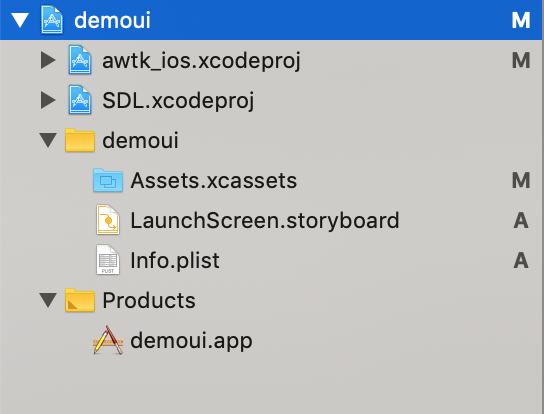 demoui M
awtk_ios.xcodeproj M
SDL.xcodeproj
demoui
Assets.xcassets M
LaunchScreen.storyboard A
PLIST Info.plist A
Products
demoui.app